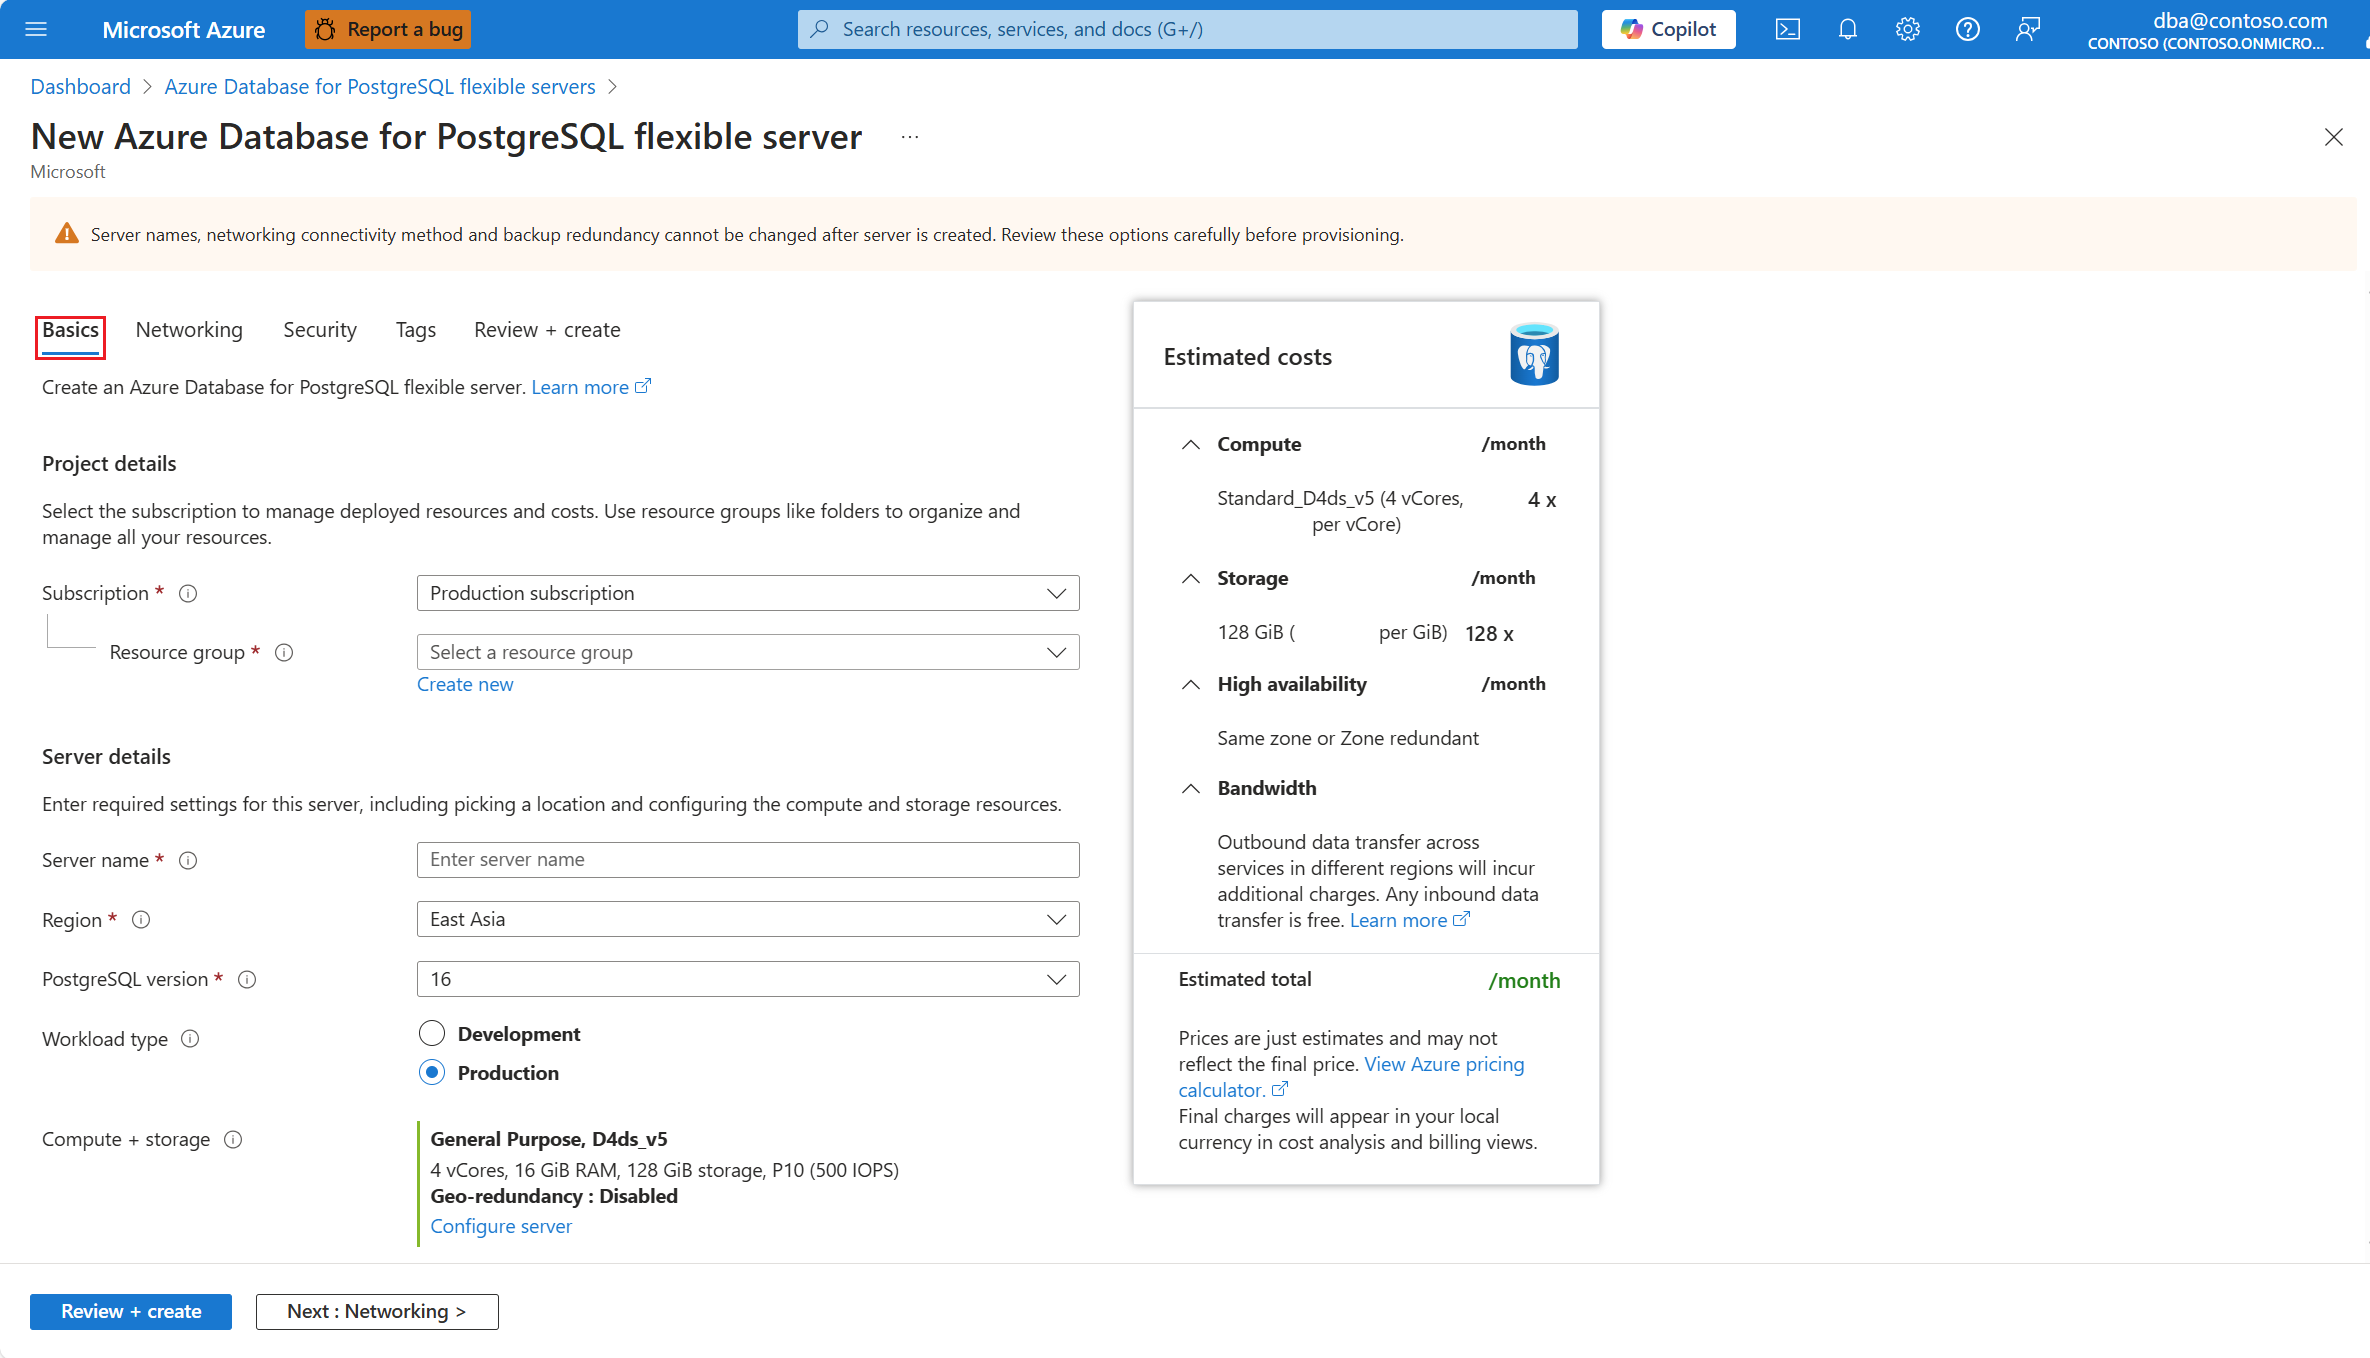 Microsoft Azure
Report a bug
Search resources, services, and docs (G+/)
Copilot
dba@contoso.com
CONTOSO (CONTOSO.ONMICRO...
Dashboard > Azure Database for PostgreSQL flexible servers >
New Azure Database for PostgreSQL flexible server ...
Microsoft
Server names, networking connectivity method and backup redundancy cannot be changed after server is created. Review these options carefully before provisioning.
Basics Networking Security Tags Review + create
Create an Azure Database for PostgreSQL flexible server. Learn more
Project details
Select the subscription to manage deployed resources and costs. Use resource groups like folders to organize and
manage all your resources.
Subscription *
Production subscription
Resource group *
Select a resource group
Create new
Server details
Enter required settings for this server, including picking a location and configuring the compute and storage resources.
Server name *
Enter server name
Region *
East Asia
PostgreSQL version *
16
Workload type
Development
Production
Compute + storage
General Purpose, D4ds_v5
4 vCores, 16 GiB RAM, 128 GiB storage, P10 (500 IOPS)
Geo-redundancy : Disabled
Configure server
Estimated costs
Compute /month
Standard_D4ds_v5 (4 vCores, 4 x
per vCore)
Storage /month
128 GiB ( per GiB) 128 x
High availability /month
Same zone or Zone redundant
Bandwidth
Outbound data transfer across
services in different regions will incur
additional charges. Any inbound data
transfer is free. Learn more
Estimated total /month
Prices are just estimates and may not
reflect the final price. View Azure pricing
calculator.
Final charges will appear in your local
currency in cost analysis and billing views.
Review + create
Next : Networking >